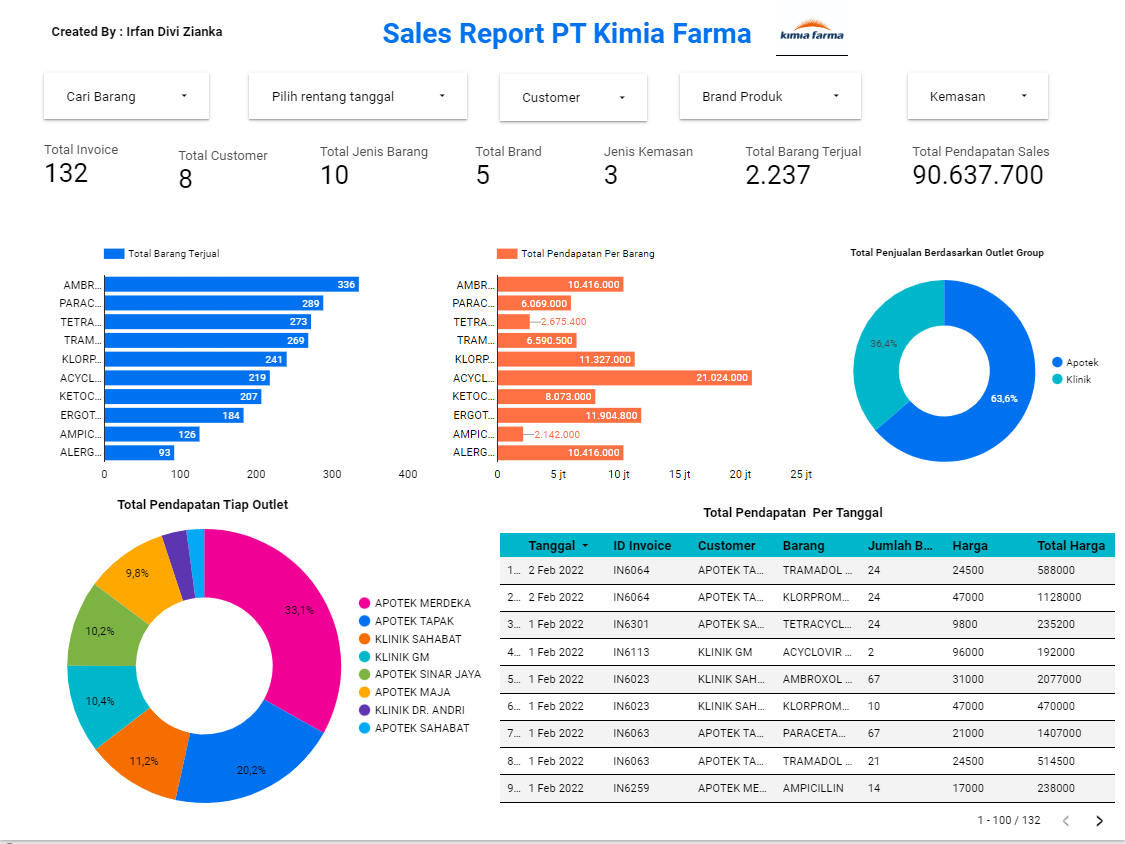 Created By : Irfan Divi Zianka
Sales Report PT Kimia Farma
kimia farma
Cari Barang
Pilih rentang tanggal
Customer
Brand Produk
Kemasan
Total Invoice
132
Total Customer
8
Total Jenis Barang
10
Total Brand
5
Jenis Kemasan
3
Total Barang Terjual
2.237
Total Pendapatan Sales
90.637.700
Total Barang Terjual
AMBR... 336
PARAC... 289
TETRA... 273
TRAM... 269
KLORP... 241
ACYCL... 219
KETOC... 207
ERGOT... 184
AMPIC... 126
ALERG... 93
0 100 200 300 400
Total Pendapatan Per Barang
AMBR... 10.416.000
PARAC... 6.069.000
TETRA... 2.675.400
TRAM... 6.590.500
KLORP... 11.327.000
ACYCL... 21.024.000
KETOC... 8.073.000
ERGOT... 11.904.800
AMPIC... 2.142.000
ALERG... 10.416.000
0 5 jt 10 jt 15 jt 20 jt 25 jt
Total Penjualan Berdasarkan Outlet Group
36,4%
63,6%
Apotek
Klinik
Total Pendapatan Tiap Outlet
33,1%
20,2%
11,2%
10,4%
10,2%
9,8%
APOTEK MERDEKA
APOTEK TAPAK
KLINIK SAHABAT
KLINIK GM
APOTEK SINAR JAYA
APOTEK MAJA
KLINIK DR. ANDRI
APOTEK SAHABAT
Total Pendapatan Per Tanggal
Tanggal ID Invoice Customer Barang Jumlah B... Harga Total Harga
1... 2 Feb 2022 IN6064 APOTEK TA... TRAMADOL ... 24 24500 588000
2... 2 Feb 2022 IN6064 APOTEK TA... KLORPROM... 24 47000 1128000
3... 1 Feb 2022 IN6301 APOTEK SA... TETRACYCL... 24 9800 235200
4... 1 Feb 2022 IN6113 KLINIK GM ACYCLOVIR ... 2 96000 192000
5... 1 Feb 2022 IN6023 KLINIK SAH... AMBROXOL ... 67 31000 2077000
6... 1 Feb 2022 IN6023 KLINIK SAH... KLORPROM... 10 47000 470000
7... 1 Feb 2022 IN6063 APOTEK TA... PARACETA... 67 21000 1407000
8... 1 Feb 2022 IN6063 APOTEK TA... TRAMADOL ... 21 24500 514500
9... 1 Feb 2022 IN6259 APOTEK ME... AMPICILLIN 14 17000 238000
1 - 100 / 132